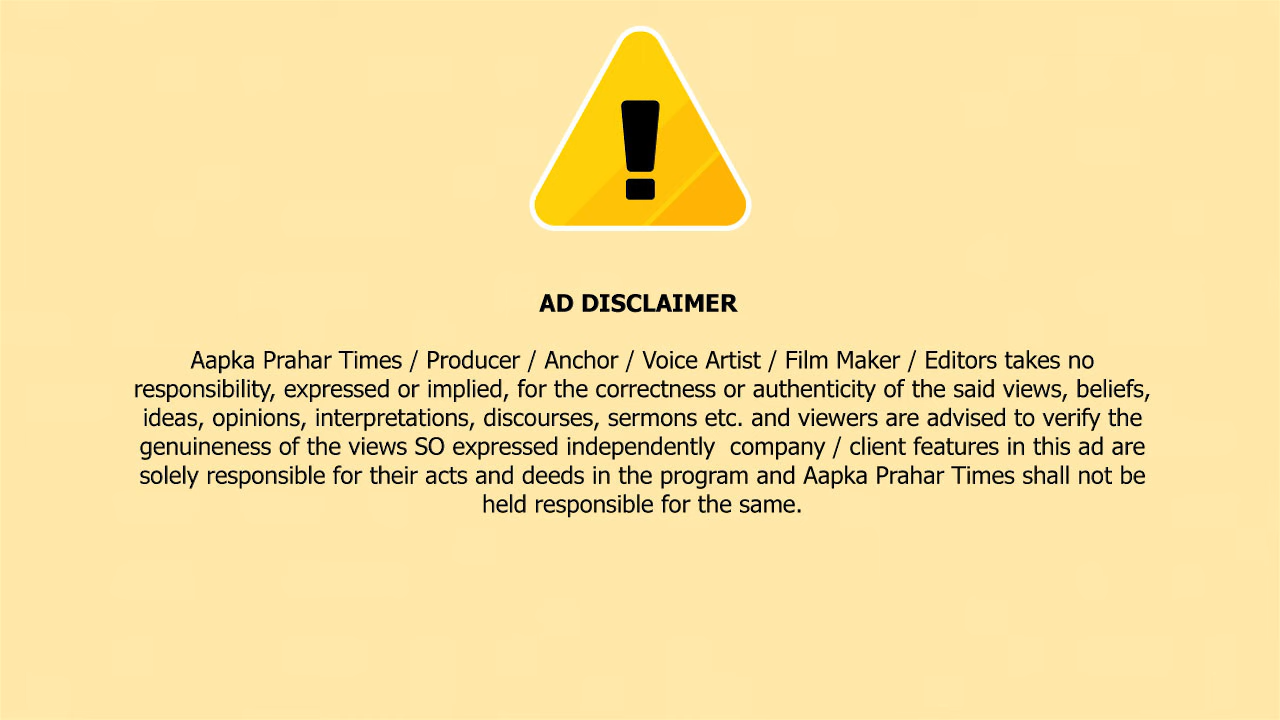 AD DISCLAIMER
Aapka Prahar Times / Producer / Anchor / Voice Artist / Film Maker / Editors takes no
responsibility, expressed or implied, for the correctness or authenticity of the said views, beliefs,
ideas, opinions, interpretations, discourses, sermons etc. and viewers are advised to verify the
genuineness of the views SO expressed independently  company / client features in this ad are
solely responsible for their acts and deeds in the program and Aapka Prahar Times shall not be
held responsible for the same.